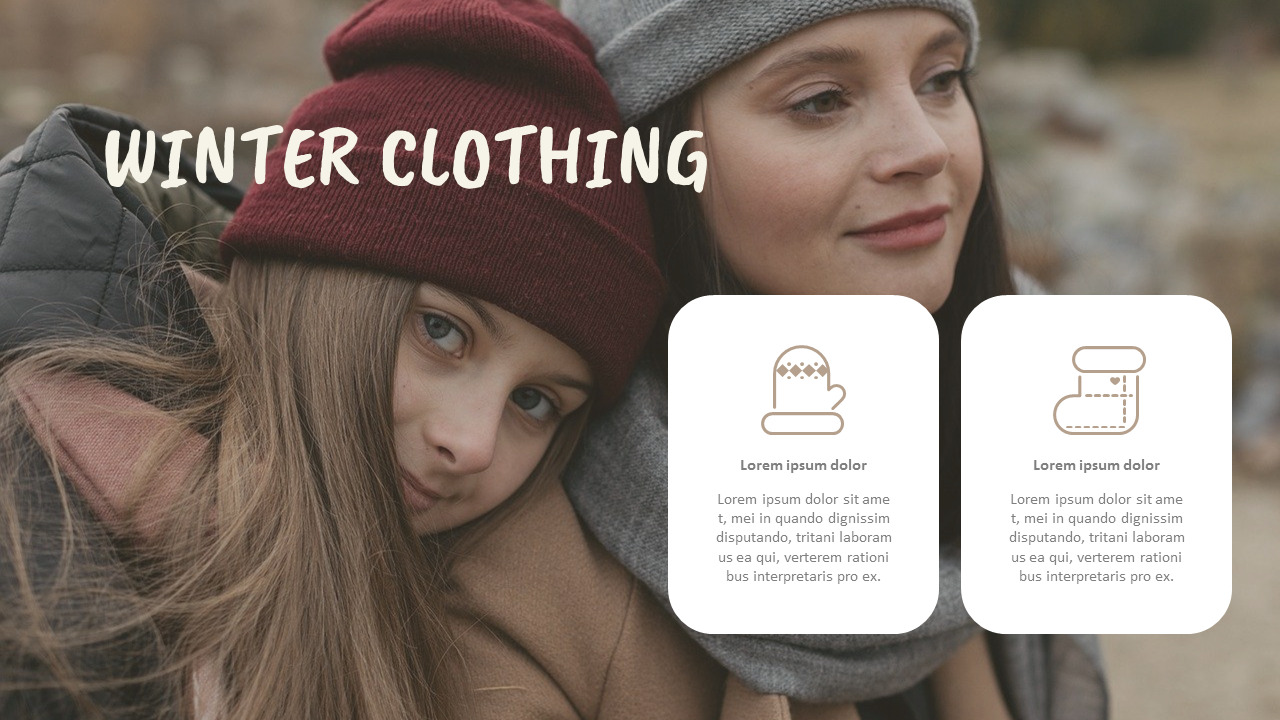 WINTER CLOTHING
Lorem ipsum dolor
Lorem ipsum dolor sit ame
t, mei in quando dignissim
disputando, tritani laboram
us ea qui, verterem rationi
bus interpretaris pro ex.
Lorem ipsum dolor
Lorem ipsum dolor sit ame
t, mei in quando dignissim
disputando, tritani laboram
us ea qui, verterem rationi
bus interpretaris pro ex.